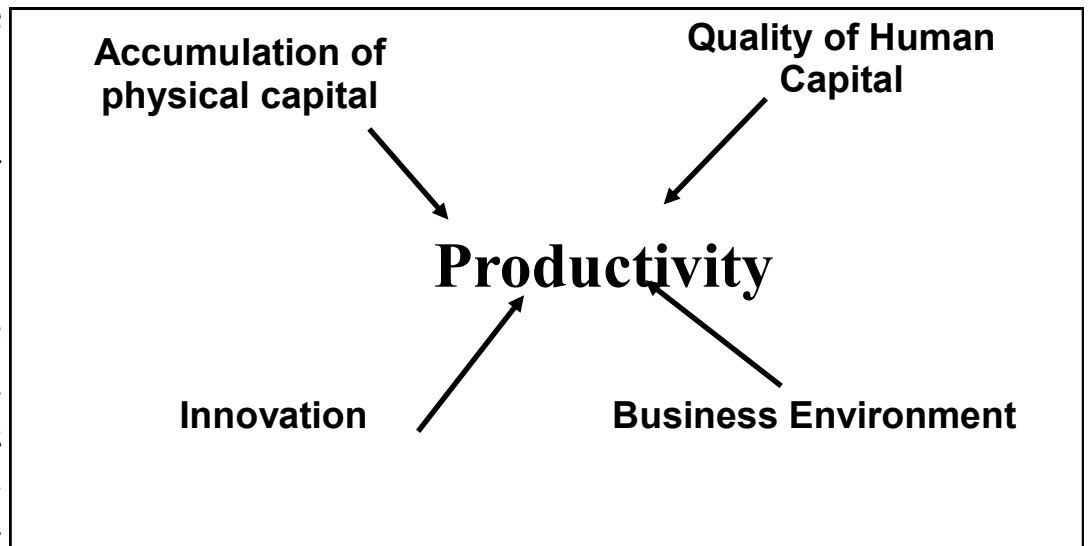 Accumulation of
physical capital
Quality of Human
Capital
Productivity
Innovation
Business Environment